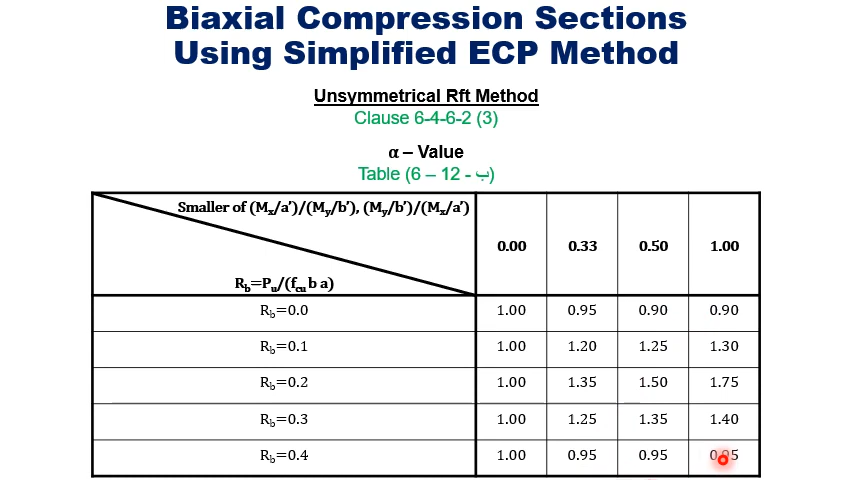 Biaxial Compression Sections
Using Simplified ECP Method
Unsymmetrical Rft Method
Clause 6-4-6-2 (3)
α – Value
Table (6 – 12 - ب)
Smaller of (Mx/a′)/(My/b′), (My/b′)/(Mx/a′)
Rb=Pu/(fcu b a)
0.00 0.33 0.50 1.00
Rb=0.0 1.00 0.95 0.90 0.90
Rb=0.1 1.00 1.20 1.25 1.30
Rb=0.2 1.00 1.35 1.50 1.75
Rb=0.3 1.00 1.25 1.35 1.40
Rb=0.4 1.00 0.95 0.95